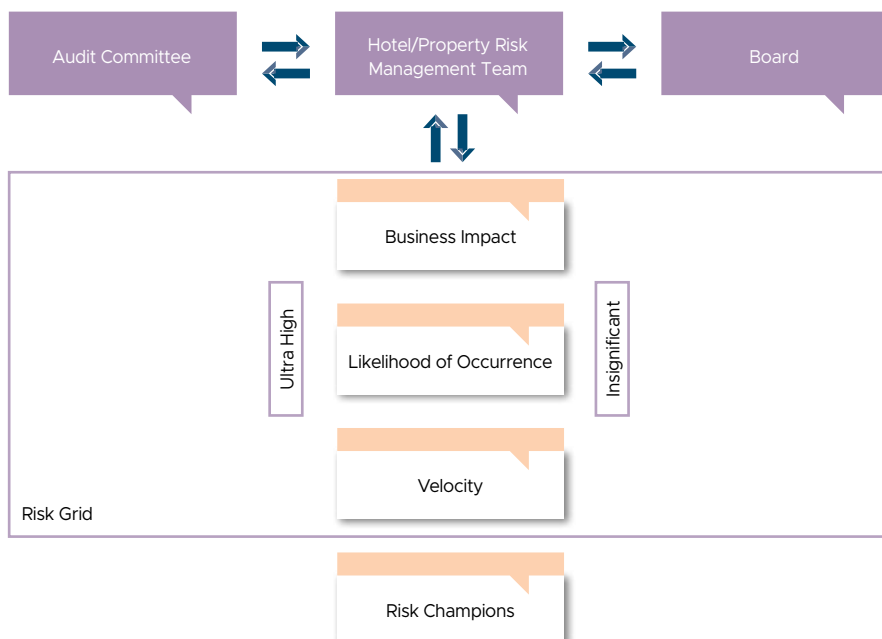 Audit Committee
Hotel/Property Risk
Management Team
Board
Business Impact
Ultra High
Likelihood of Occurrence
Insignificant
Velocity
Risk Grid
Risk Champions